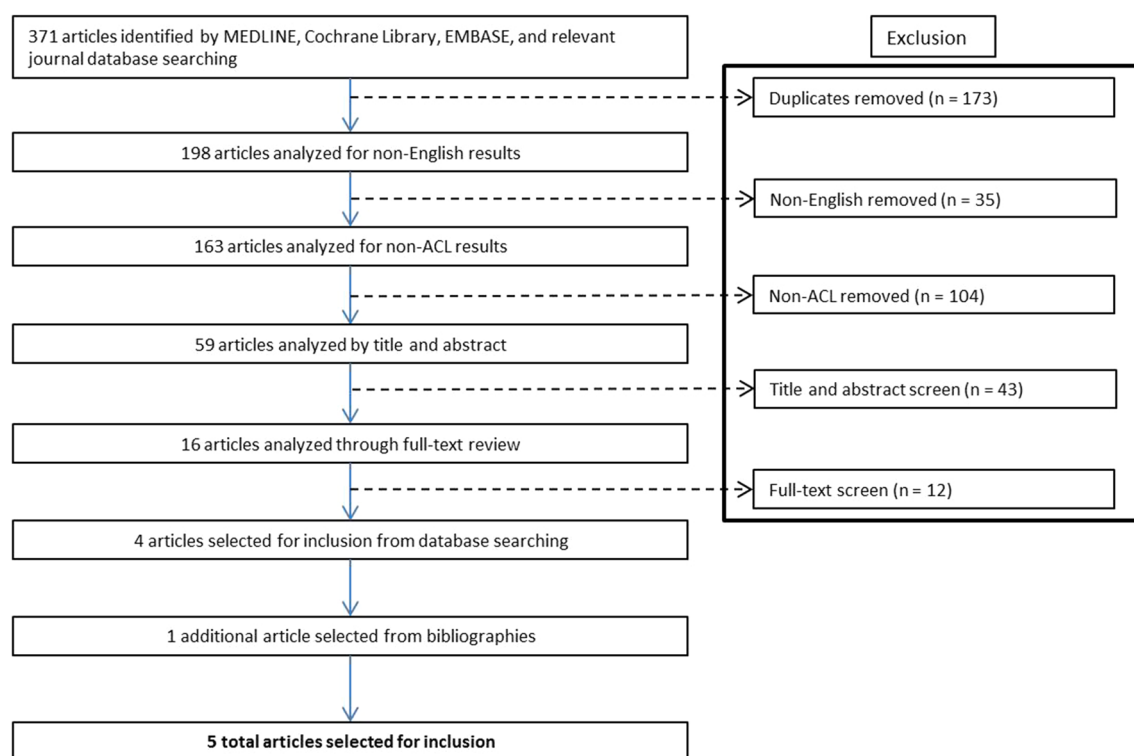 371 articles identified by MEDLINE, Cochrane Library, EMBASE, and relevant
journal database searching
Exclusion
Duplicates removed (n = 173)
198 articles analyzed for non-English results
Non-English removed (n = 35)
163 articles analyzed for non-ACL results
Non-ACL removed (n = 104)
59 articles analyzed by title and abstract
Title and abstract screen (n = 43)
16 articles analyzed through full-text review
Full-text screen (n = 12)
4 articles selected for inclusion from database searching
1 additional article selected from bibliographies
5 total articles selected for inclusion